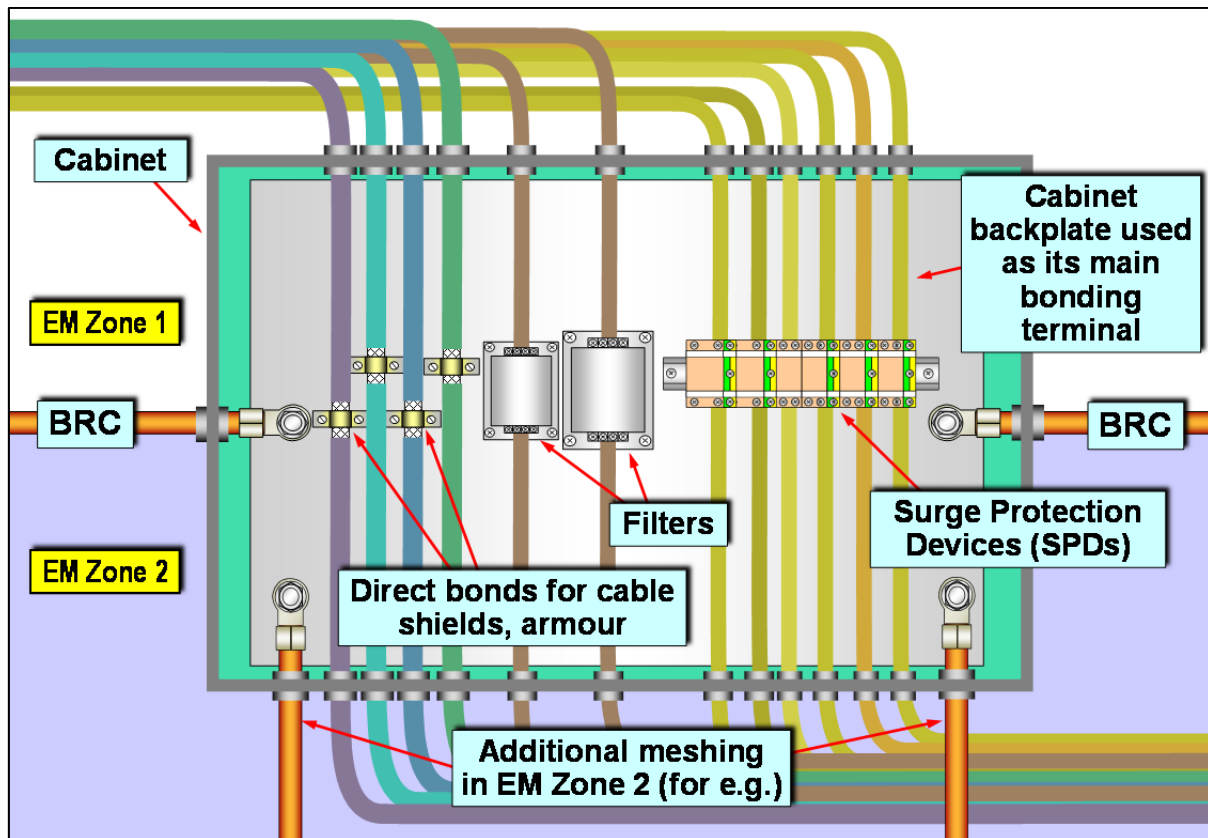 Cabinet
Cabinet
backplate used
as its main
bonding
terminal
EM Zone 1
BRC
BRC
Filters
Surge Protection
Devices (SPDs)
EM Zone 2
Direct bonds for cable
shields, armour
Additional meshing
in EM Zone 2 (for e.g.)